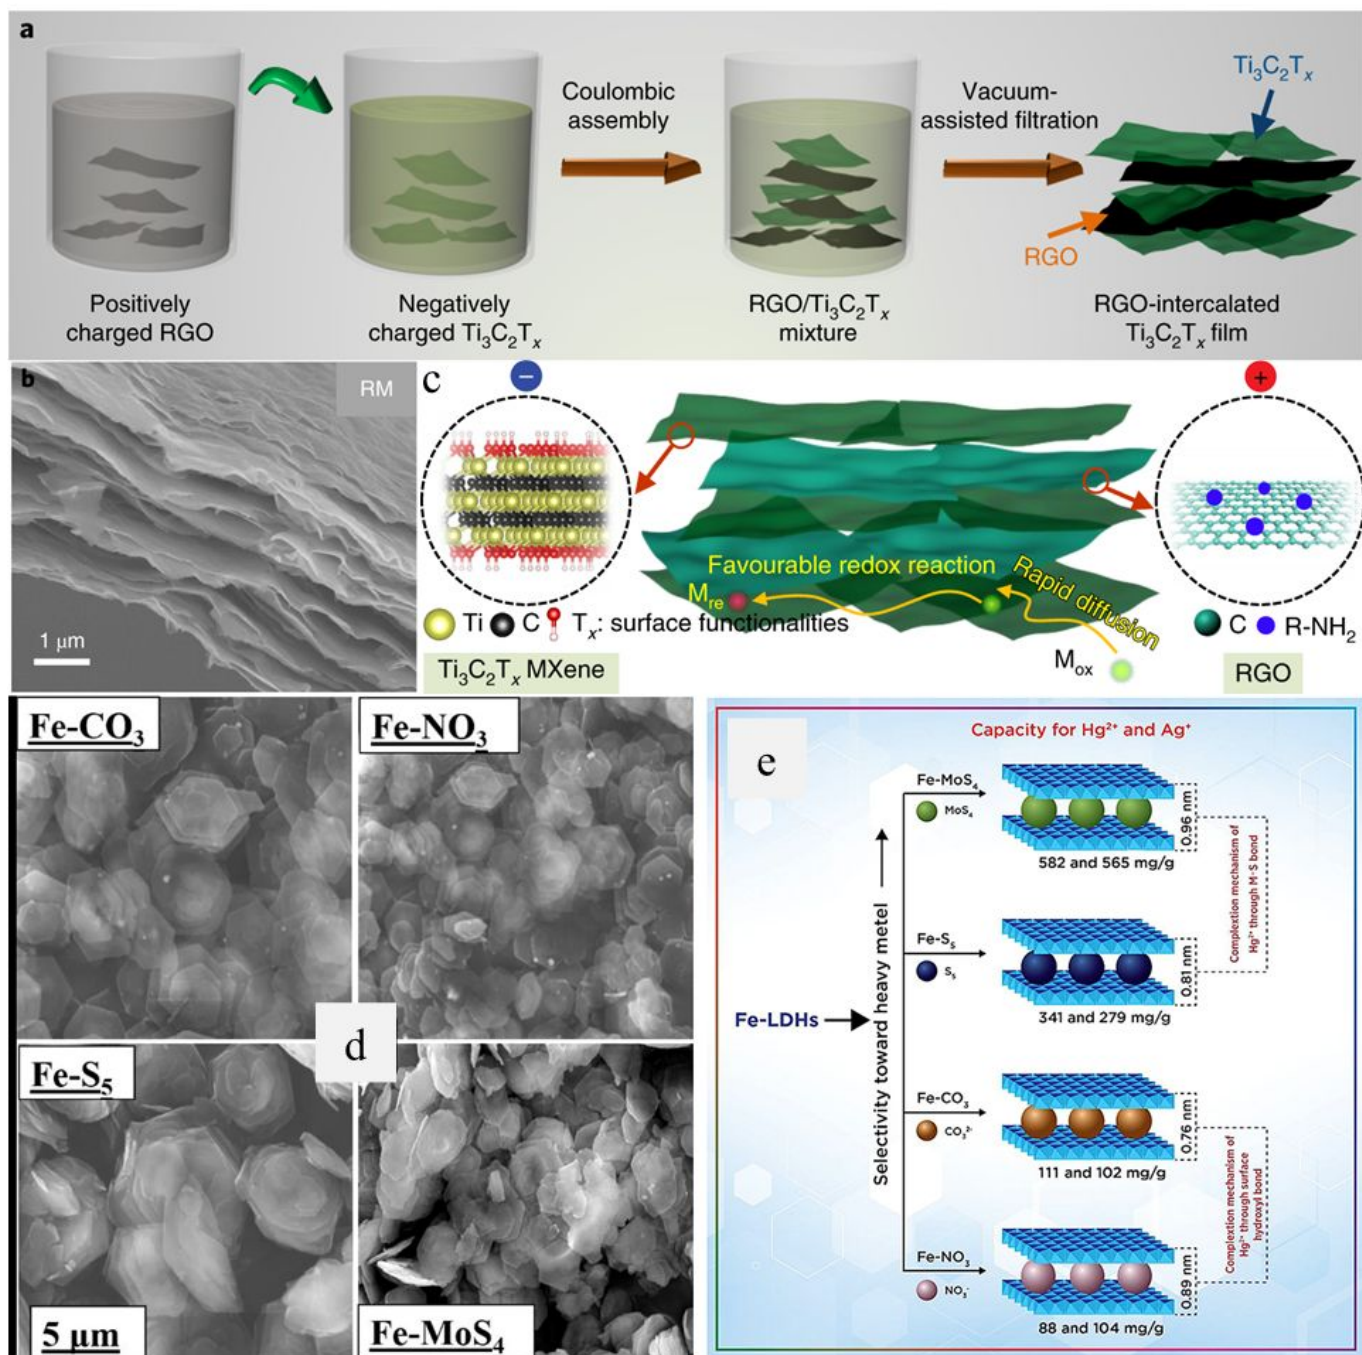 a
Ti₃C₂Tₓ
Coulombic
assembly
Vacuum-
assisted filtration
RGO
Positively
charged RGO
Negatively
charged Ti₃C₂Tₓ
RGO/Ti₃C₂Tₓ
mixture
RGO-intercalated
Ti₃C₂Tₓ film
b
RM
1 μm
c
−
+
Favourable redox reaction
Rapid diffusion
M_re
M_ox
Ti C Tₓ: surface functionalities
Ti₃C₂Tₓ MXene
C R-NH₂
RGO
Fe-CO₃
Fe-NO₃
d
Fe-S₅
5 μm
Fe-MoS₄
e
Capacity for Hg²⁺ and Ag⁺
Fe-LDHs
Selectivity toward heavy metel
Fe-MoS₄
MoS₄
0.96 nm
582 and 565 mg/g
Fe-S₅
S₅
0.81 nm
341 and 279 mg/g
Complextion mechanism of
Hg²⁺ through M-S bond
Fe-CO₃
CO₃²⁻
0.76 nm
111 and 102 mg/g
Fe-NO₃
NO₃⁻
0.89 nm
88 and 104 mg/g
Complextion mechanism of
Hg²⁺ through surface
hydroxyl bond